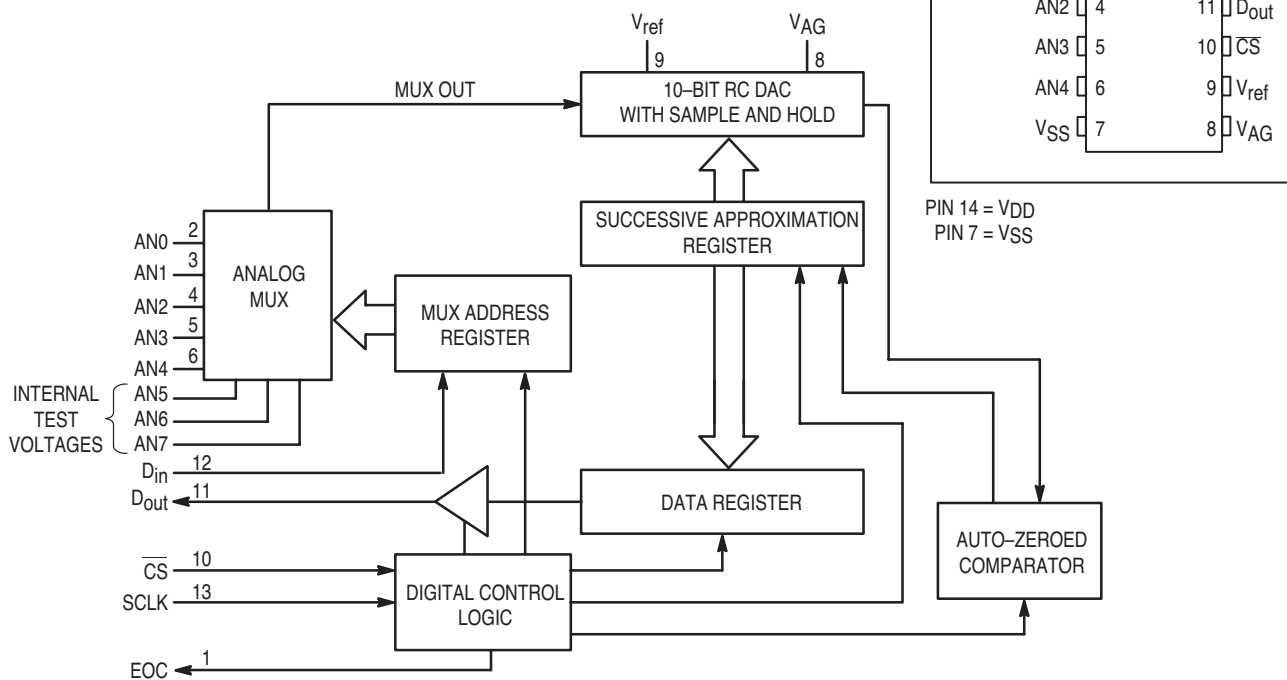 Vref
9
VAG
8
MUX OUT
10–BIT RC DAC
WITH SAMPLE AND HOLD
AN2 4 11 Dout
AN3 5 10 C̅S̅
AN4 6 9 Vref
VSS 7 8 VAG
PIN 14 = VDD
PIN 7 = VSS
SUCCESSIVE APPROXIMATION
REGISTER
AN0 2
AN1 3
AN2 4
AN3 5
AN4 6
ANALOG
MUX
MUX ADDRESS
REGISTER
INTERNAL
TEST
VOLTAGES
AN5
AN6
AN7
Din 12
Dout 11
DATA REGISTER
AUTO–ZEROED
COMPARATOR
C̅S̅ 10
SCLK 13
DIGITAL CONTROL
LOGIC
EOC 1